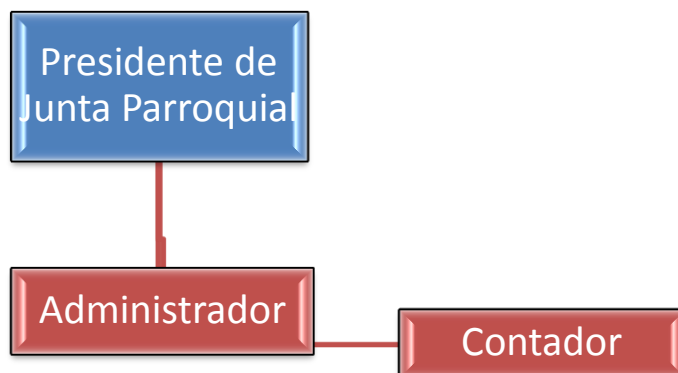 Presidente de
Junta Parroquial
Administrador
Contador